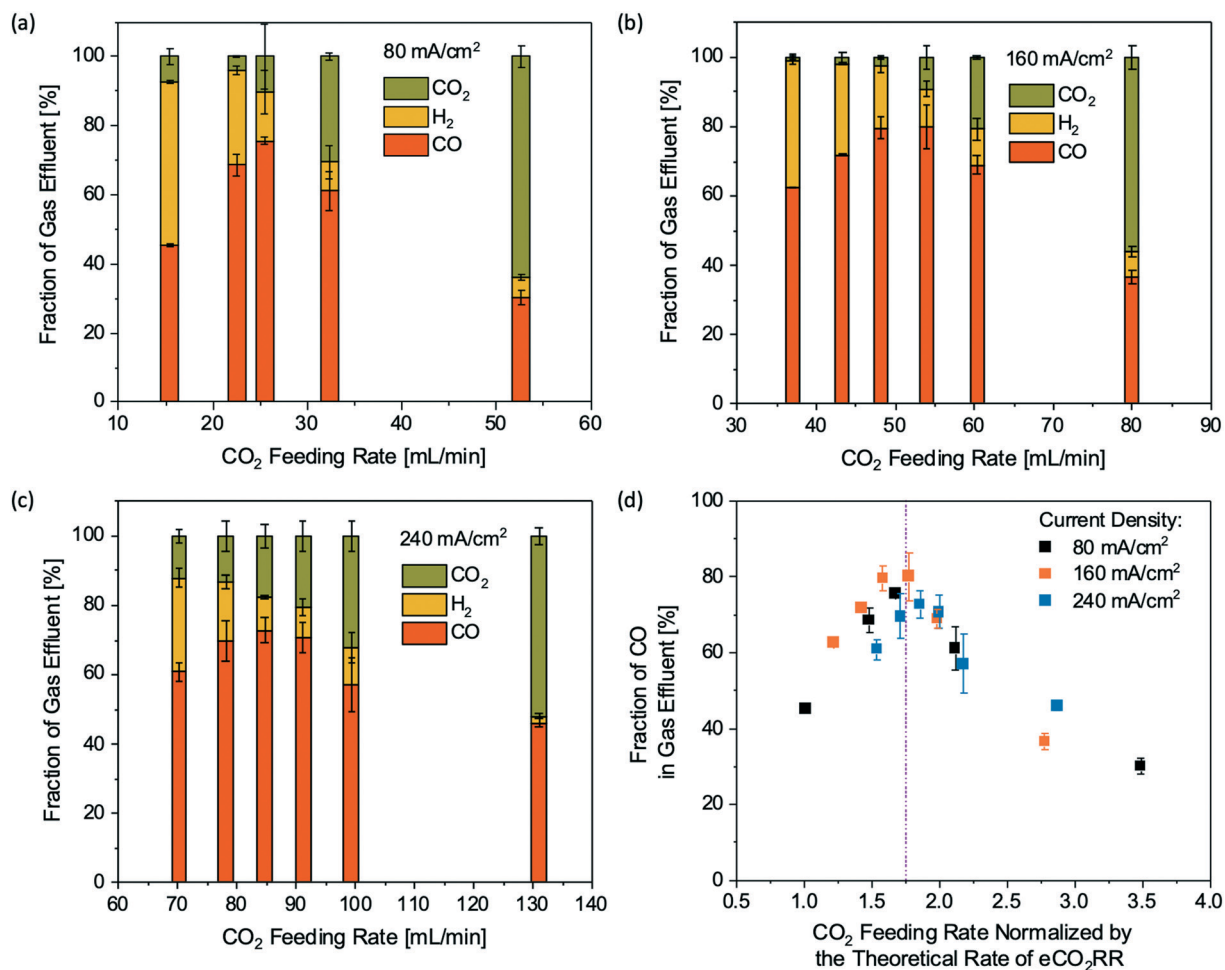 (a)
80 mA/cm²
CO₂
H₂
CO
Fraction of Gas Effluent [%]
100
80
60
40
20
0
10 20 30 40 50 60
CO₂ Feeding Rate [mL/min]
(b)
160 mA/cm²
CO₂
H₂
CO
Fraction of Gas Effluent [%]
100
80
60
40
20
0
30 40 50 60 70 80 90
CO₂ Feeding Rate [mL/min]
(c)
240 mA/cm²
CO₂
H₂
CO
Fraction of Gas Effluent [%]
100
80
60
40
20
0
60 70 80 90 100 110 120 130 140
CO₂ Feeding Rate [mL/min]
(d)
Current Density:
80 mA/cm²
160 mA/cm²
240 mA/cm²
Fraction of CO
in Gas Effluent [%]
100
80
60
40
20
0
0.5 1.0 1.5 2.0 2.5 3.0 3.5 4.0
CO₂ Feeding Rate Normalized by
the Theoretical Rate of eCO₂RR